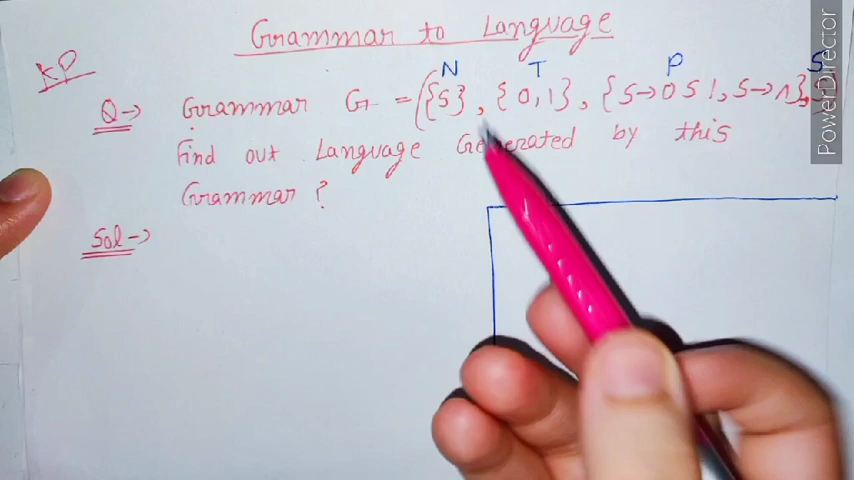 Grammar to Language
KP
N T P S
Q→ Grammar G = ({S}, {0,1}, {S→0S1, S→Λ}, S
Find out Language Generated by this
Grammar ?
Sol→
PowerDirector